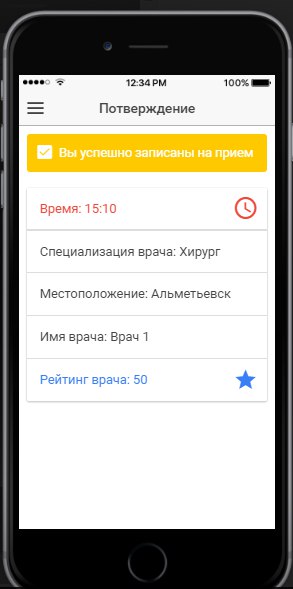 12:34 PM
100%
Потверждение
Вы успешно записаны на прием
Время: 15:10
Специализация врача: Хирург
Местоположение: Альметьевск
Имя врача: Врач 1
Рейтинг врача: 50